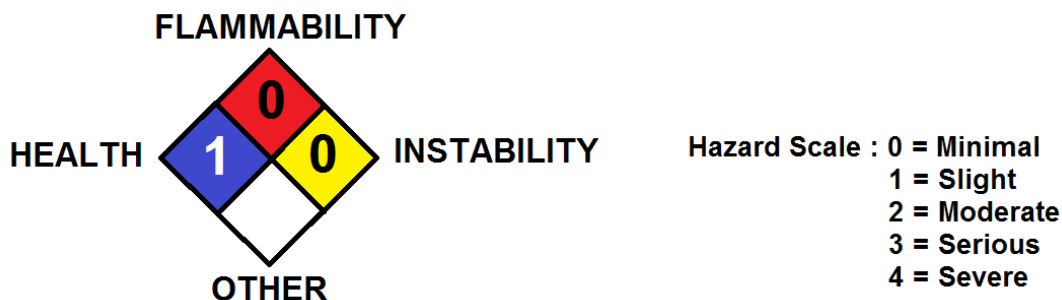 FLAMMABILITY
0
HEALTH 1 0 INSTABILITY
OTHER
Hazard Scale : 0 = Minimal
1 = Slight
2 = Moderate
3 = Serious
4 = Severe